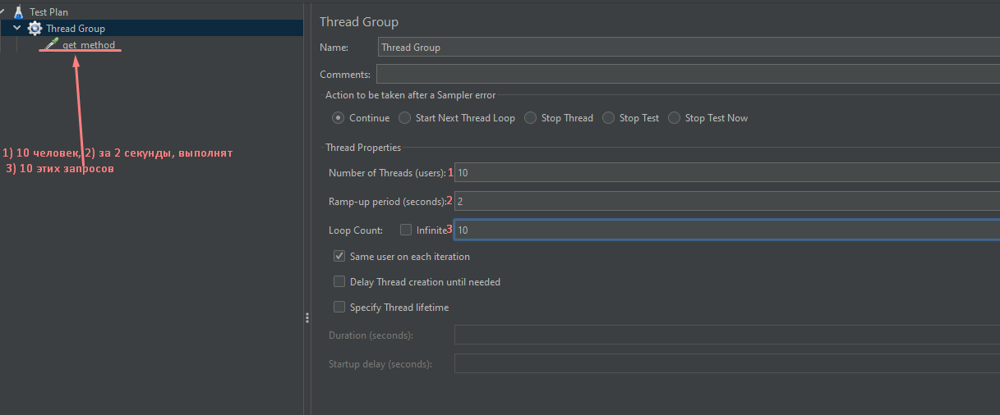 Test Plan
Thread Group
get_method
1) 10 человек, 2) за 2 секунды, выполнят
3) 10 этих запросов
Thread Group
Name: Thread Group
Comments:
Action to be taken after a Sampler error
Continue Start Next Thread Loop Stop Thread Stop Test Stop Test Now
Thread Properties
Number of Threads (users): 1 10
Ramp-up period (seconds): 2 2
Loop Count: Infinite 3 10
Same user on each iteration
Delay Thread creation until needed
Specify Thread lifetime
Duration (seconds):
Startup delay (seconds):